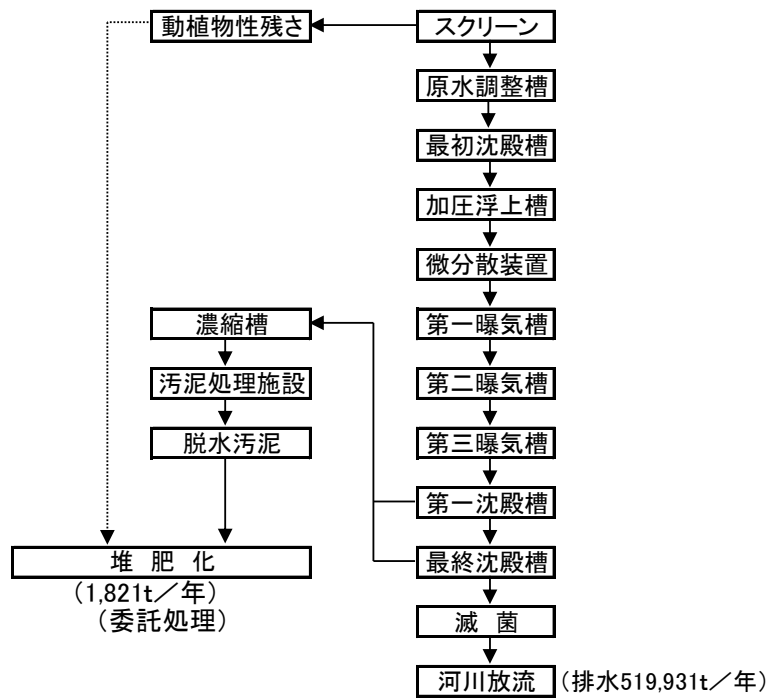 動植物性残さ
スクリーン
原水調整槽
最初沈殿槽
加圧浮上槽
微分散装置
濃縮槽
第一曝気槽
汚泥処理施設
第二曝気槽
脱水汚泥
第三曝気槽
第一沈殿槽
堆 肥 化
最終沈殿槽
（1,821t／年）
（委託処理）
滅 菌
河川放流 （排水519,931t／年）